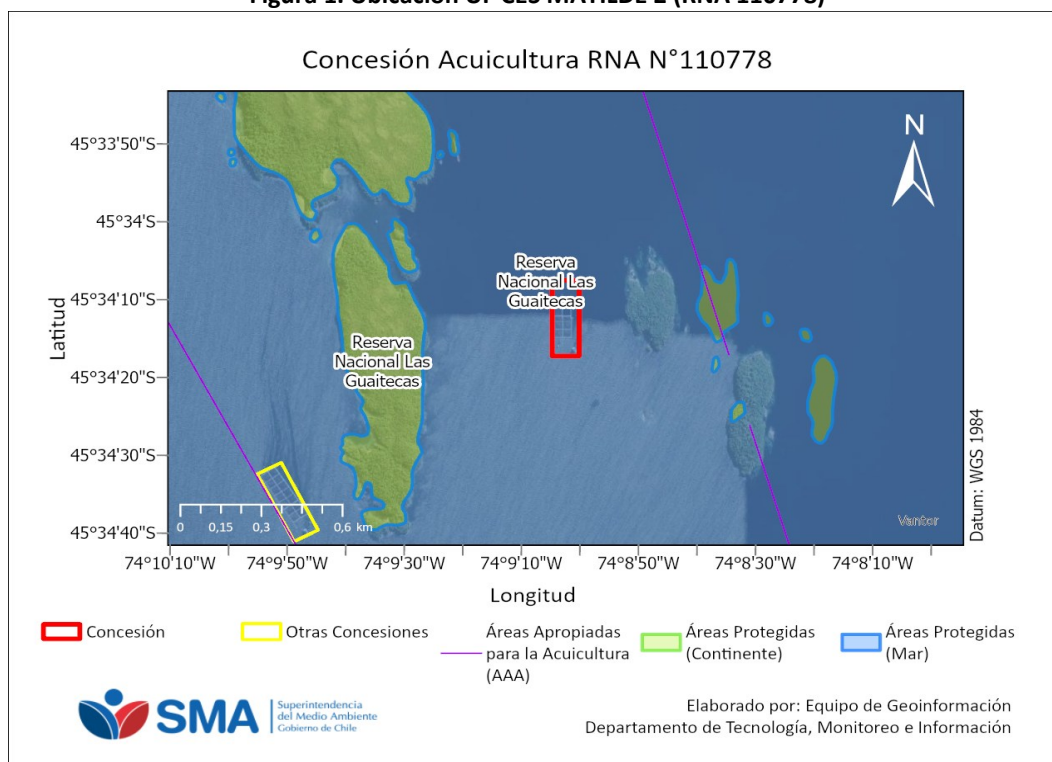 Figura 1. Ubicación UF CES MATILDE 2 (RNA 110778)
Concesión Acuicultura RNA N°110778
45°33'50"S
45°34'S
45°34'10"S
45°34'20"S
45°34'30"S
45°34'40"S
Latitud
N
Reserva
Nacional Las
Guaitecas
Reserva
Nacional Las
Guaitecas
0 0,15 0,3 0,6 km
Vantor
Datum: WGS 1984
74°10'10"W 74°9'50"W 74°9'30"W 74°9'10"W 74°8'50"W 74°8'30"W 74°8'10"W
Longitud
Concesión
Otras Concesiones
Áreas Apropiadas
para la Acuicultura
(AAA)
Áreas Protegidas
(Continente)
Áreas Protegidas
(Mar)
SMA
Superintendencia
del Medio Ambiente
Gobierno de Chile
Elaborado por: Equipo de Geoinformación
Departamento de Tecnología, Monitoreo e Información